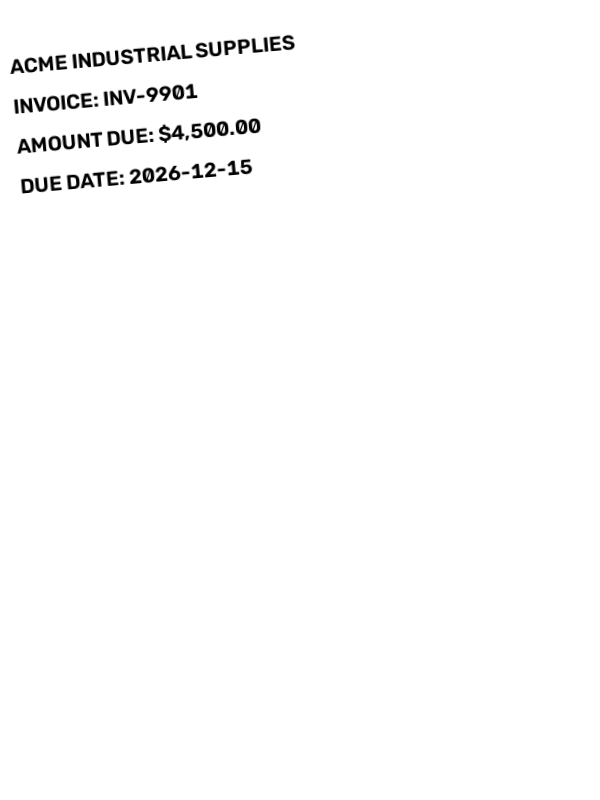 ACME INDUSTRIAL SUPPLIES
INVOICE: INV-9901
AMOUNT DUE: $4,500.00
DUE DATE: 2026-12-15